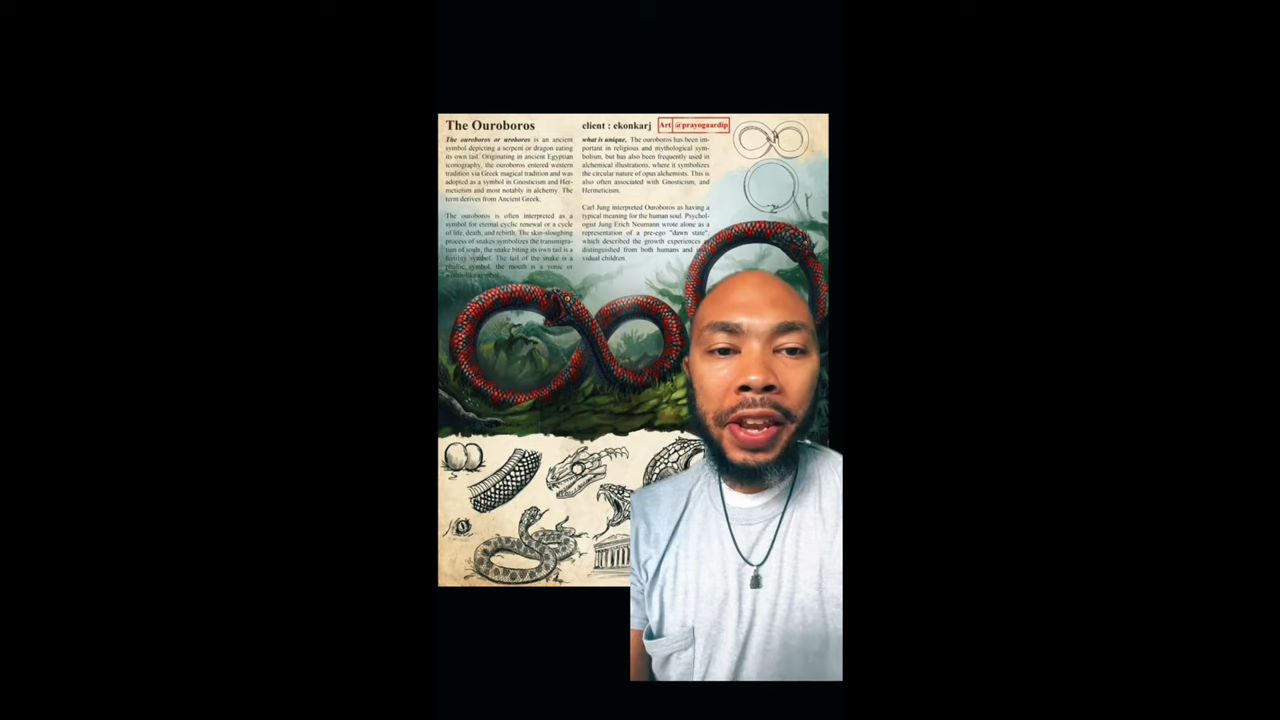 The Ouroboros
The ouroboros or uroboros is an ancient
symbol depicting a serpent or dragon eating
its own tail. Originating in ancient Egyptian
iconography, the ouroboros entered western
tradition via Greek magical tradition and was
adopted as a symbol in Gnosticism and Her-
meticism and most notably in alchemy. The
term derives from Ancient Greek.
The ouroboros is often interpreted as a
symbol for eternal cyclic renewal or a cycle
of life, death, and rebirth. The skin-sloughing
process of snakes symbolizes the transmigra-
tion of souls, the snake biting its own tail is a
fertility symbol. The tail of the snake is a
phallic symbol, the mouth is a yonic or
client : ekonkarj
Art @prayogaardip
what is unique, The ouroboros has been im-
portant in religious and mythological sym-
bolism, but has also been frequently used in
alchemical illustrations, where it symbolizes
the circular nature of opus alchemists. This is
also often associated with Gnosticism, and
Hermeticism.
Carl Jung interpreted Ouroboros as having a
typical meaning for the human soul. Psychol-
ogist Jung Erich Neumann wrote alone as a
representation of a pre-ego "dawn state",
which described the growth experiences
distinguished from both humans and
vidual children.